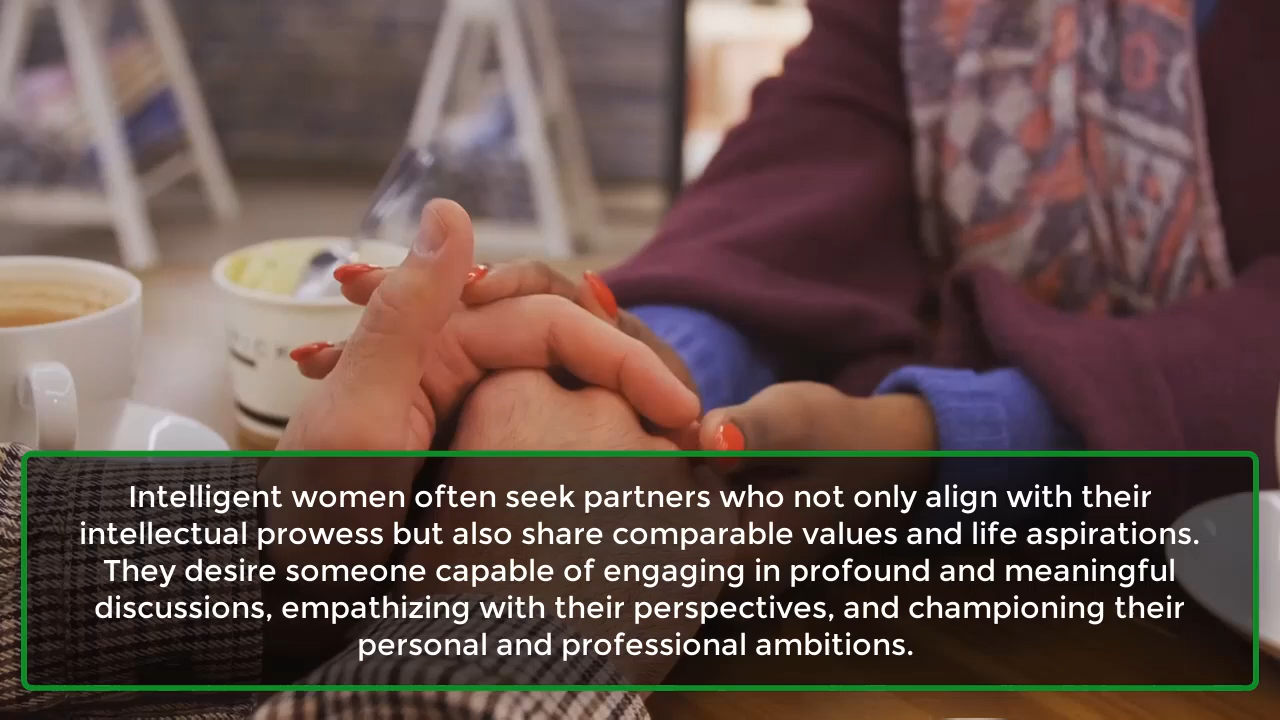 Intelligent women often seek partners who not only align with their
intellectual prowess but also share comparable values and life aspirations.
They desire someone capable of engaging in profound and meaningful
discussions, empathizing with their perspectives, and championing their
personal and professional ambitions.